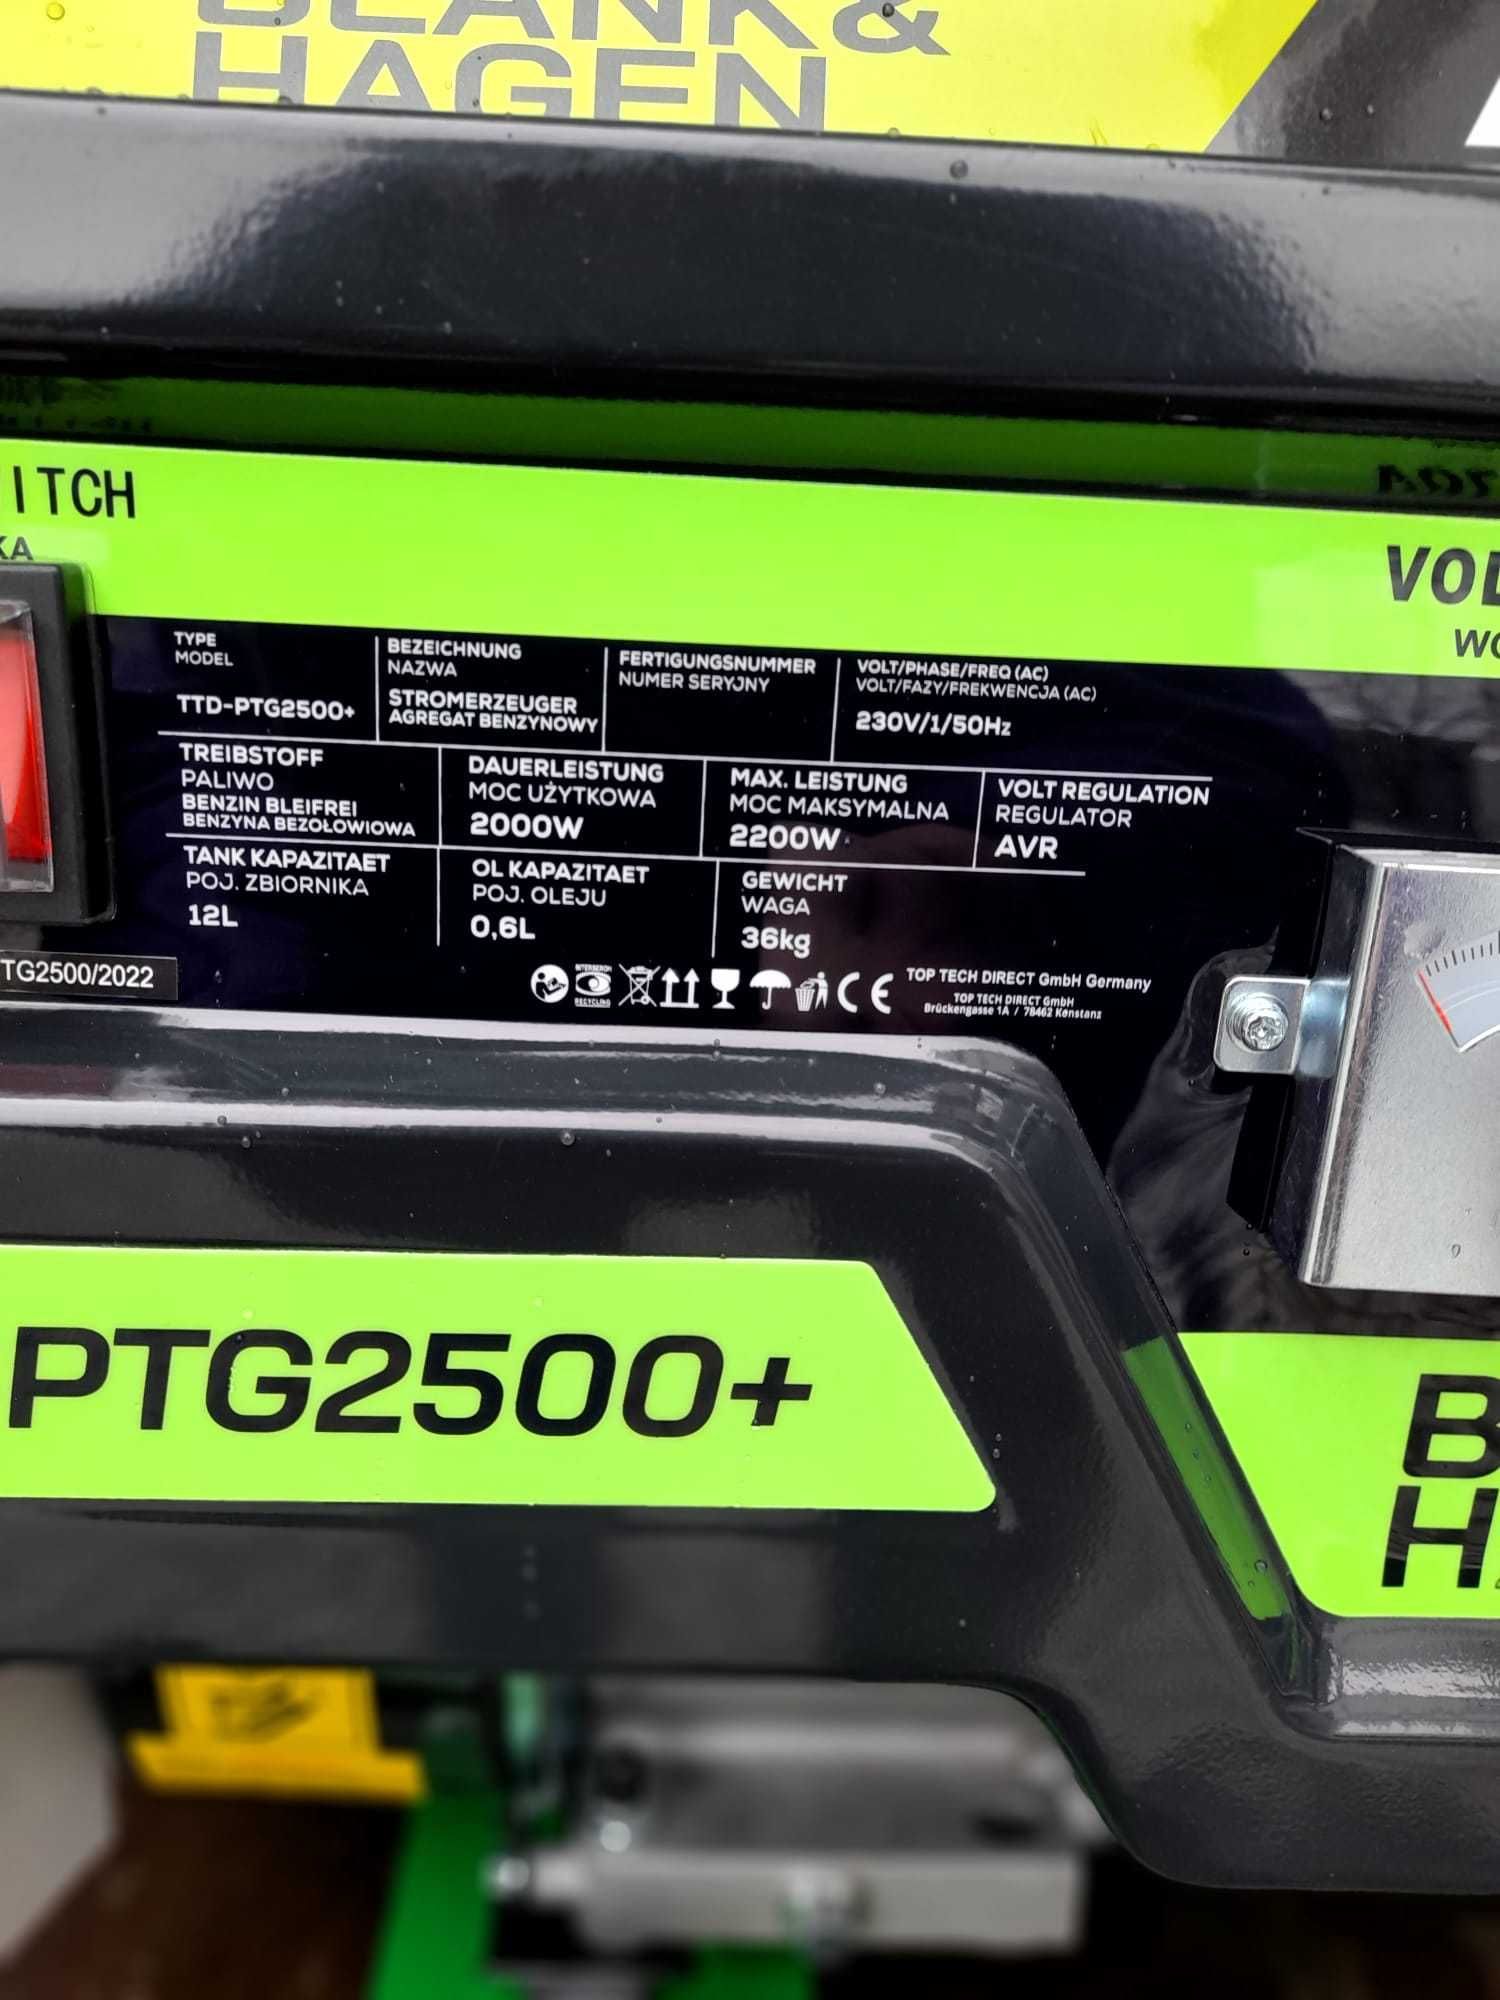 BLANK&
HAGEN
ITCH
KA
VOL
WO
TYPE
MODEL
TTD-PTG2500+
BEZEICHNUNG
NAZWA
STROMERZEUGER
AGREGAT BENZYNOWY
FERTIGUNGSNUMMER
NUMER SERYJNY
VOLT/PHASE/FREQ (AC)
VOLT/FAZY/FREKWENCJA (AC)
230V/1/50Hz
TREIBSTOFF
PALIWO
BENZIN BLEIFREI
BENZYNA BEZOŁOWIOWA
DAUERLEISTUNG
MOC UŻYTKOWA
2000W
MAX. LEISTUNG
MOC MAKSYMALNA
2200W
VOLT REGULATION
REGULATOR
AVR
TANK KAPAZITAET
POJ. ZBIORNIKA
12L
OL KAPAZITAET
POJ. OLEJU
0,6L
GEWICHT
WAGA
36kg
TG2500/2022
INTERSEROH
RECYCLING
CE
TOP TECH DIRECT GmbH Germany
TOP TECH DIRECT GmbH
Brückengasse 1A / 78462 Konstanz
PTG2500+
B
H